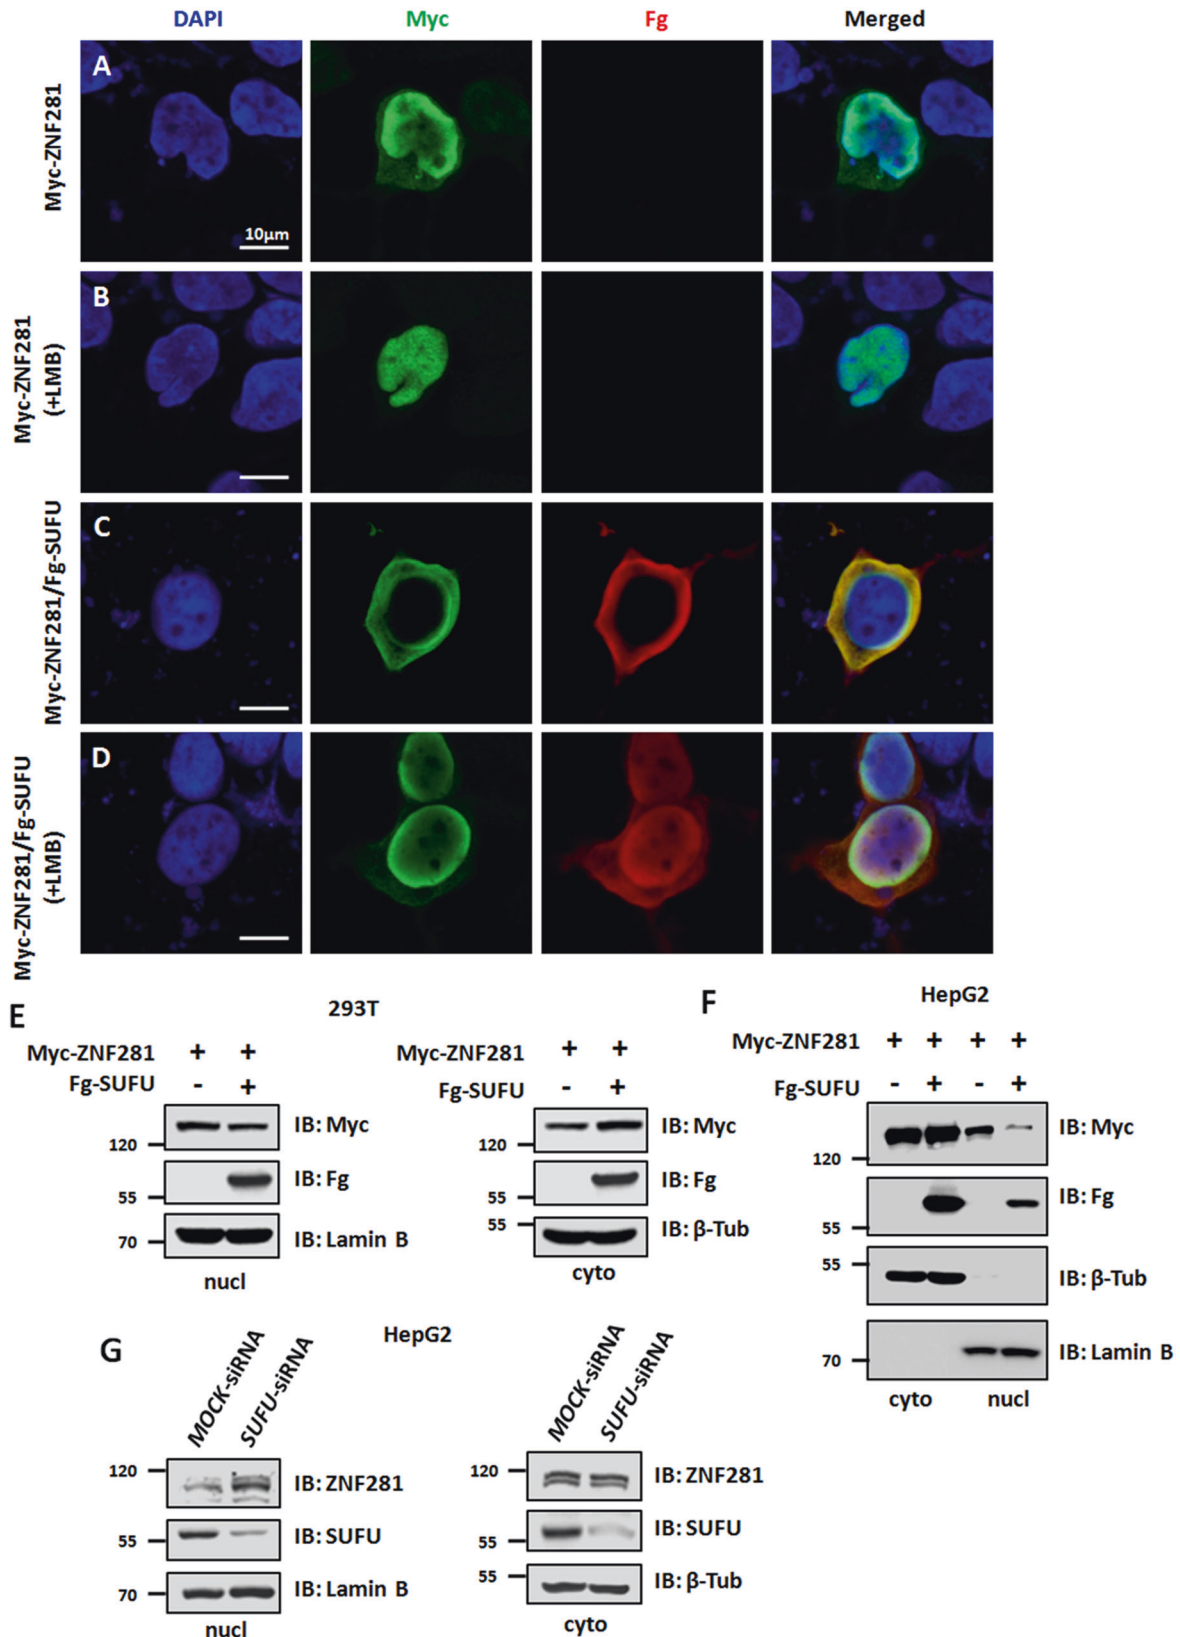 DAPI Myc Fg Merged
Myc-ZNF281
A
10μm
Myc-ZNF281
(+LMB)
B
Myc-ZNF281/Fg-SUFU
C
Myc-ZNF281/Fg-SUFU
(+LMB)
D
E
293T
Myc-ZNF281 + +
Fg-SUFU - +
IB: Myc
120
IB: Fg
55
IB: Lamin B
70
nucl
Myc-ZNF281 + +
Fg-SUFU - +
IB: Myc
120
IB: Fg
55
55
IB: β-Tub
cyto
F
HepG2
Myc-ZNF281 + + + +
Fg-SUFU - + - +
IB: Myc
120
IB: Fg
55
55
IB: β-Tub
IB: Lamin B
70
cyto nucl
G
HepG2
MOCK-siRNA
SUFU-siRNA
120
IB: ZNF281
IB: SUFU
55
IB: Lamin B
70
nucl
MOCK-siRNA
SUFU-siRNA
120
IB: ZNF281
IB: SUFU
55
55
IB: β-Tub
cyto